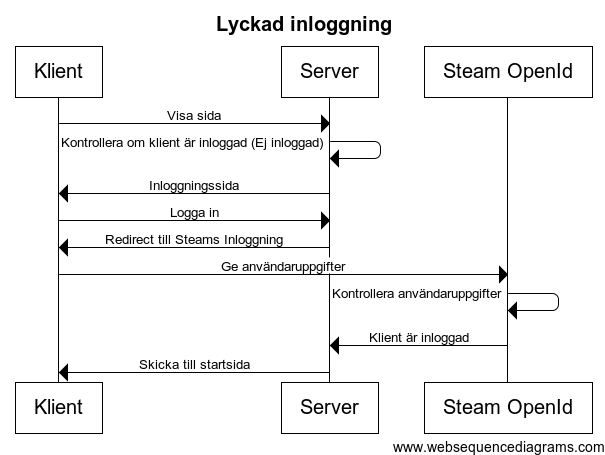 Lyckad inloggning
Klient Server Steam OpenId
Visa sida
Kontrollera om klient är inloggad (Ej inloggad)
Inloggningssida
Logga in
Redirect till Steams Inloggning
Ge användaruppgifter
Kontrollera användaruppgifter
Klient är inloggad
Skicka till startsida
Klient Server Steam OpenId
www.websequencediagrams.com